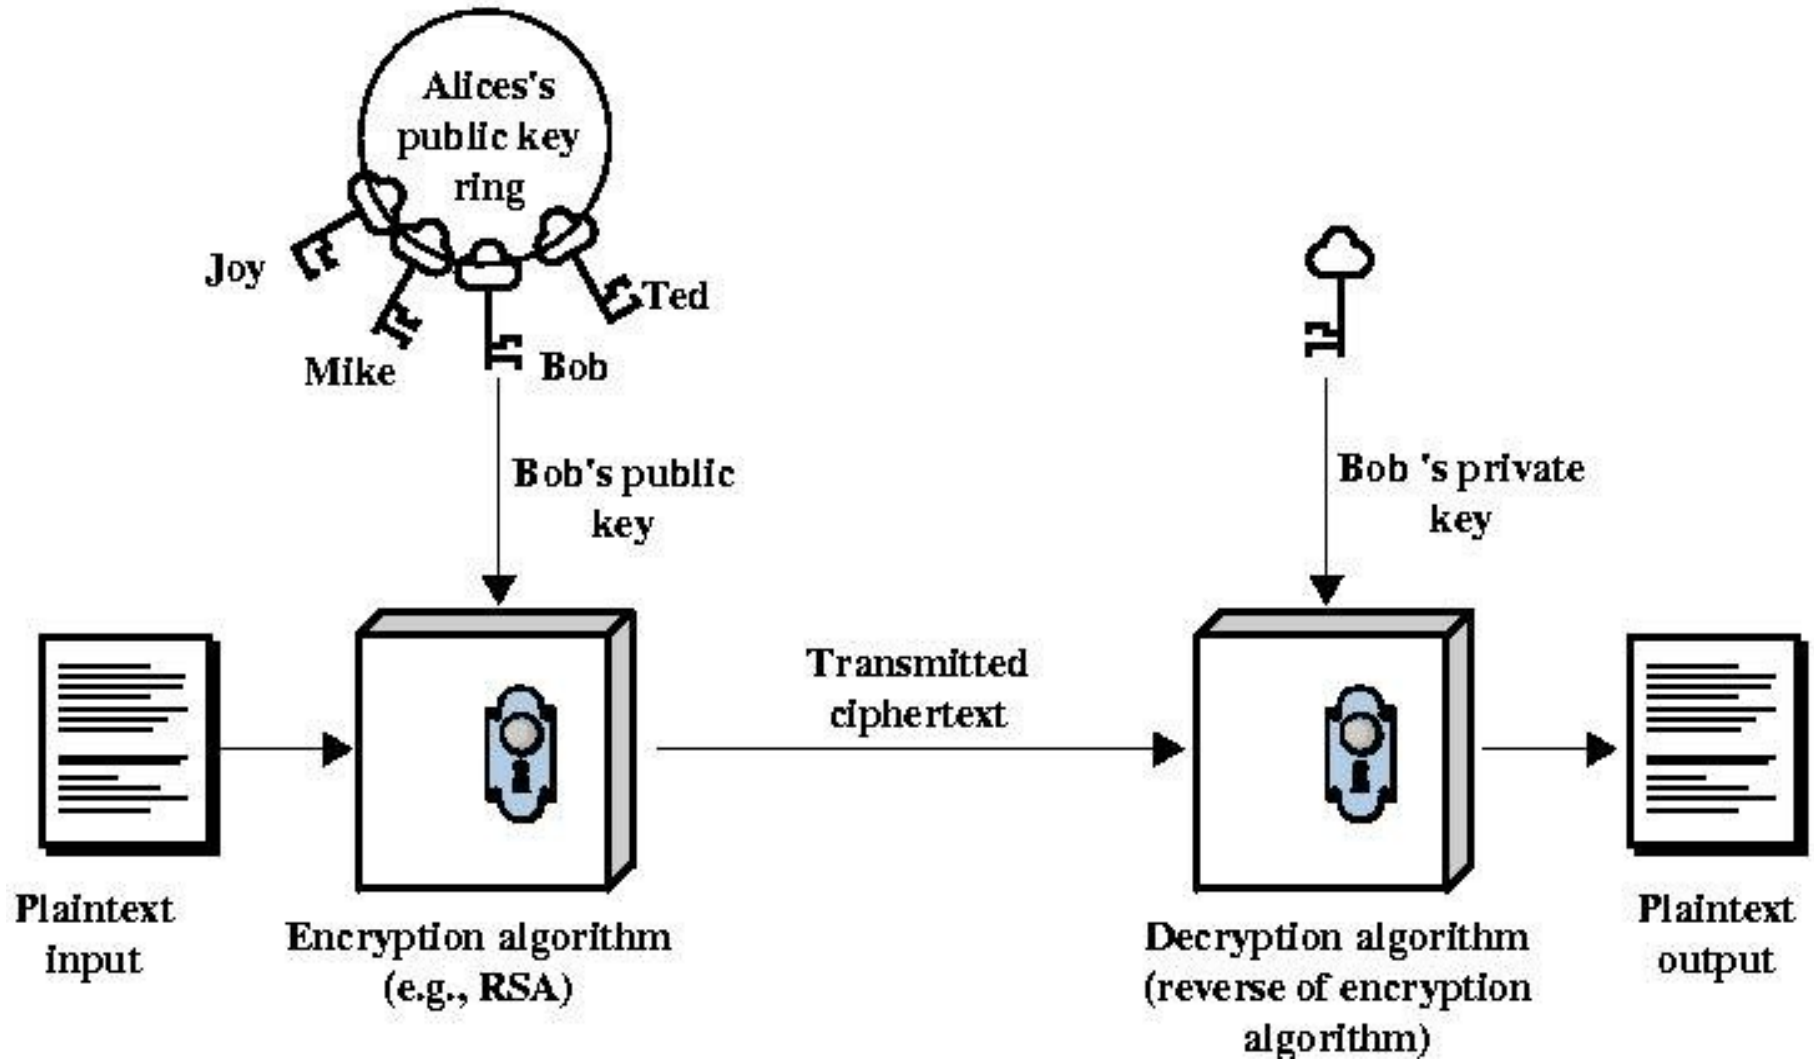 Alices's
public key
ring
Joy
Mike
Bob
Ted
Bob's public
key
Bob 's private
key
Transmitted
ciphertext
Plaintext
input
Encryption algorithm
(e.g., RSA)
Decryption algorithm
(reverse of encryption
algorithm)
Plaintext
output